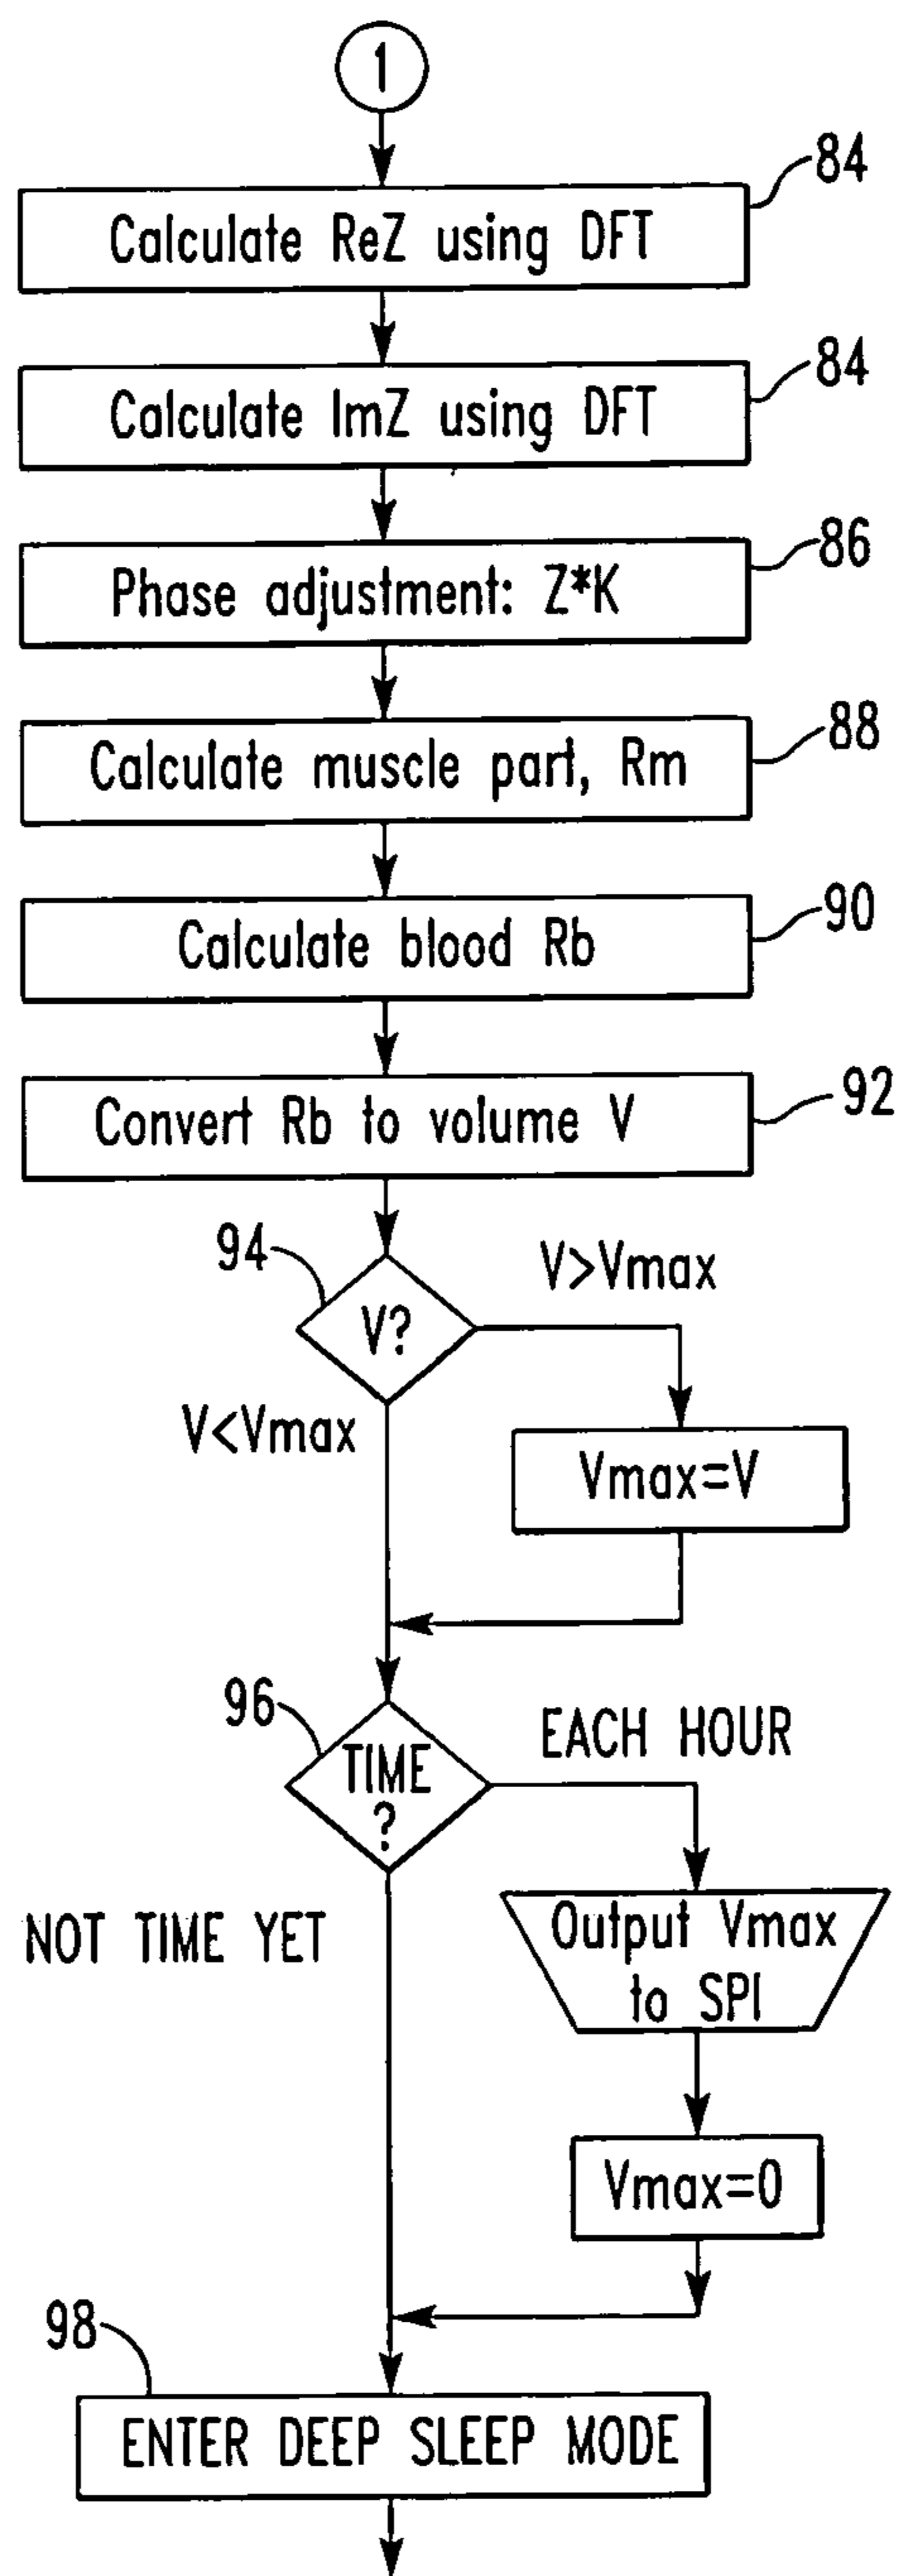 1
84
Calculate ReZ using DFT
84
Calculate ImZ using DFT
86
Phase adjustment: Z*K
88
Calculate muscle part, Rm
90
Calculate blood Rb
92
Convert Rb to volume V
94
V>Vmax
V?
V<Vmax
Vmax=V
96
EACH HOUR
TIME
?
NOT TIME YET
Output Vmax
to SPI
Vmax=0
98
ENTER DEEP SLEEP MODE